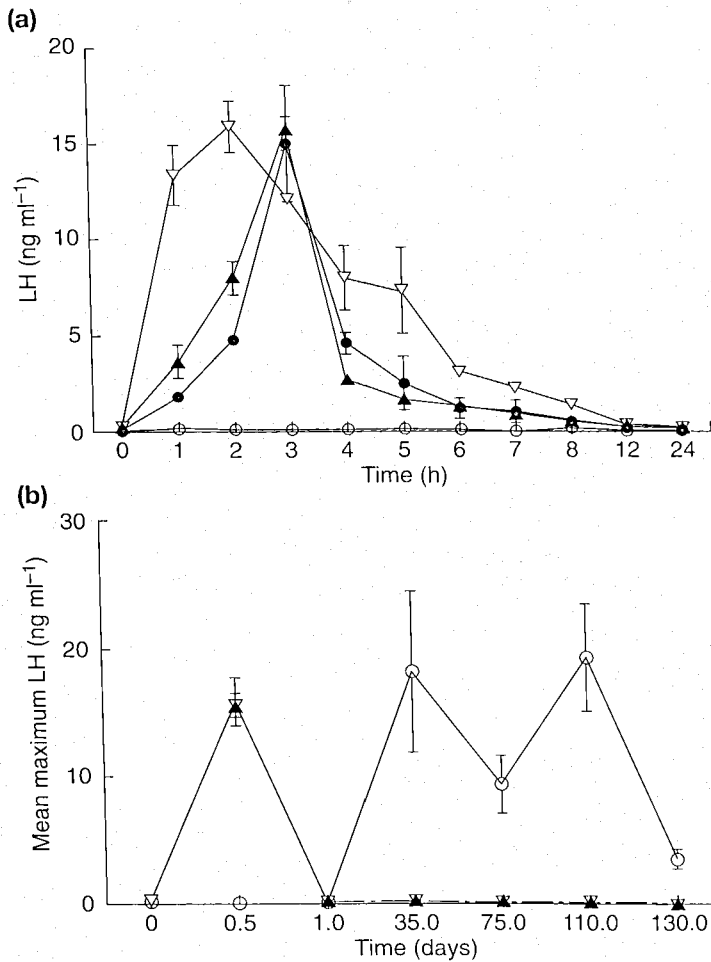 (a)
20
15
10
5
0
LH (ng ml⁻¹)
0 1 2 3 4 5 6 7 8 12 24
Time (h)
(b)
30
20
10
0
Mean maximum LH (ng ml⁻¹)
0 0.5 1.0 35.0 75.0 110.0 130.0
Time (days)